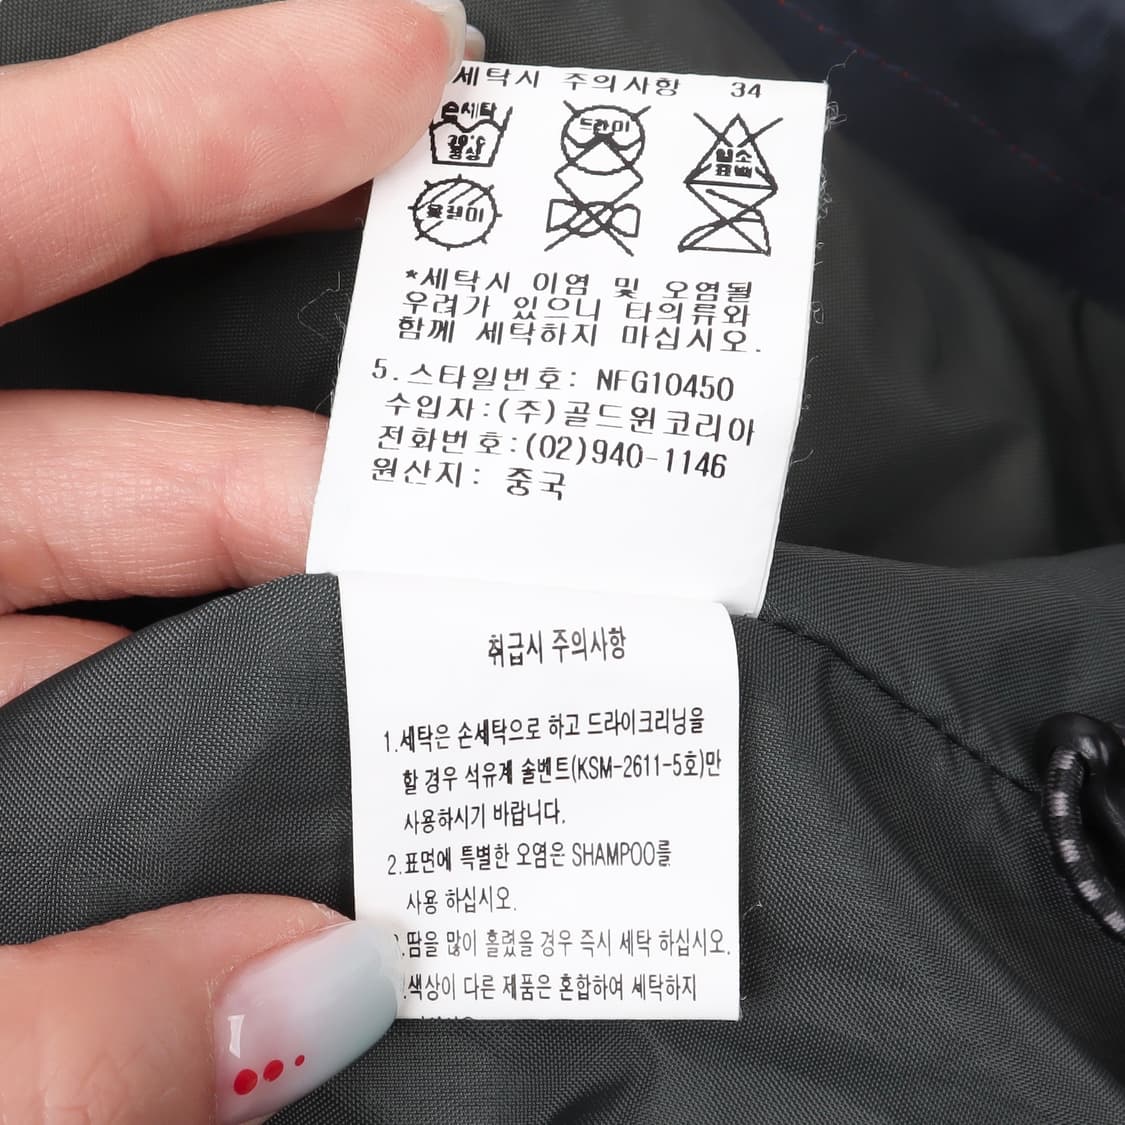 세탁시 주의사항 34
손세탁
30℃
중성
드라이
염소
표백
옷걸이
*세탁시 이염 및 오염될
우려가 있으니 타의류와
함께 세탁하지 마십시오.
5.스타일번호: NFG10450
수입자:(주)골드윈코리아
전화번호:(02)940-1146
원산지: 중국
취급시 주의사항
1.세탁은 손세탁으로 하고 드라이크리닝을
할 경우 석유계 솔벤트(KSM-2611-5호)만
사용하시기 바랍니다.
2.표면에 특별한 오염은 SHAMPOO를
사용 하십시오.
.땀을 많이 흘렸을 경우 즉시 세탁 하십시오.
.색상이 다른 제품은 혼합하여 세탁하지